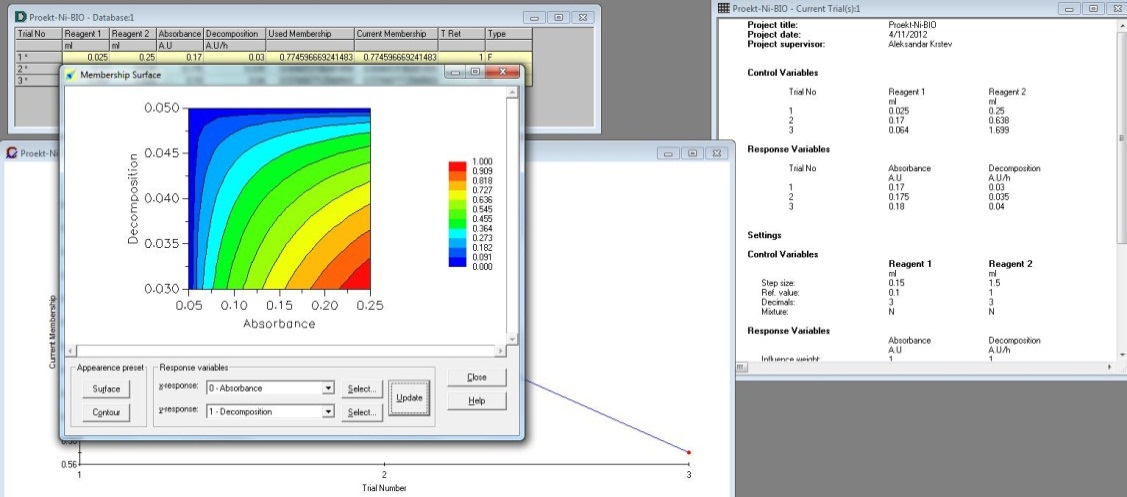 Proekt-Ni-BIO - Database:1
Trial No Reagent 1 Reagent 2 Absorbance Decomposition Used Membership Current Membership T Ret Type
ml ml A.U A.U/h
1 * 0.025 0.25 0.17 0.03 0.774596669241483 0.774596669241483 1 F
2 *
3 *
Membership Surface
0.050
0.045
0.040
0.035
0.030
Decomposition
0.05 0.10 0.15 0.20 0.25
Absorbance
1.000
0.909
0.818
0.727
0.636
0.545
0.455
0.364
0.273
0.182
0.091
0.000
Appearence preset
Surface
Contour
Response variables
x-response: 0 - Absorbance Select...
y-response: 1 - Decomposition Select...
Update
Close
Help
Proekt-Ni
Current Membership
0.56
1 2 3
Trial Number
Proekt-Ni-BIO - Current Trial(s):1
Project title: Proekt-Ni-BIO
Project date: 4/11/2012
Project supervisor: Aleksandar Krstev
Control Variables
Trial No Reagent 1 Reagent 2
ml ml
1 0.025 0.25
2 0.17 0.638
3 0.064 1.699
Response Variables
Trial No Absorbance Decomposition
A.U A.U/h
1 0.17 0.03
2 0.175 0.035
3 0.18 0.04
Settings
Control Variables
Reagent 1 Reagent 2
ml ml
Step size: 0.15 1.5
Ref. value: 0.1 1
Decimals: 3 3
Mixture: N N
Response Variables
Absorbance Decomposition
A.U A.U/h
Influence weight: 1 1